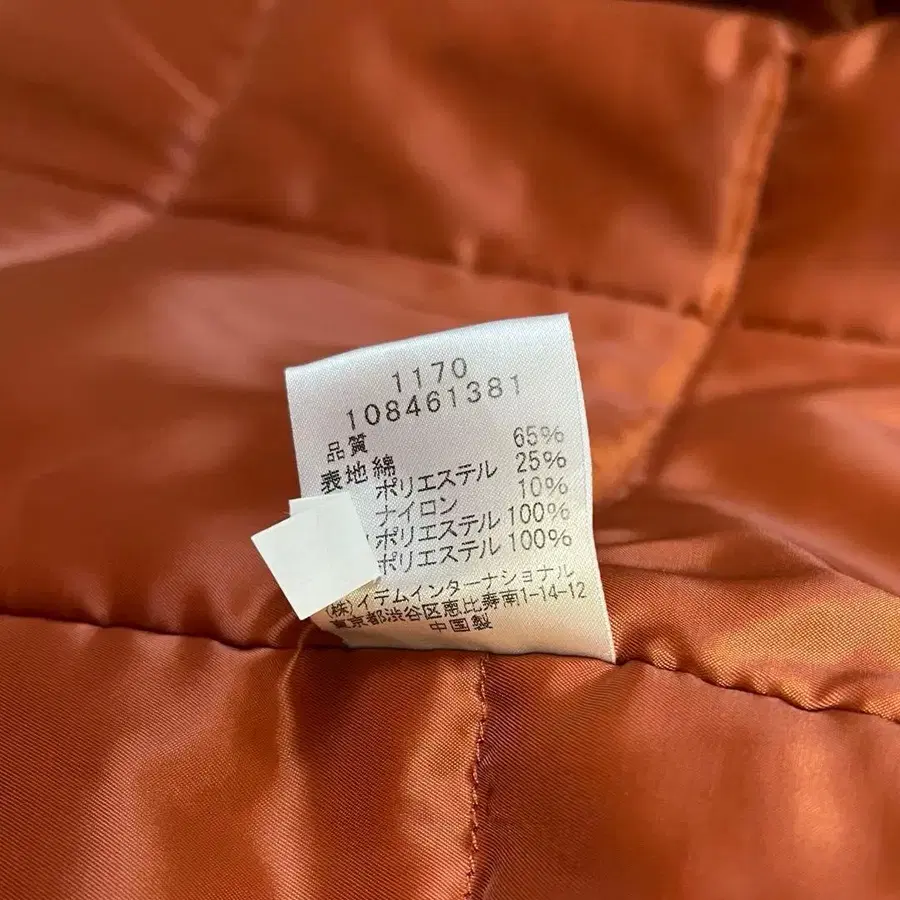 1170
108461381
品質
表地 綿 65%
ポリエステル 25%
ナイロン 10%
ポリエステル 100%
ポリエステル 100%
(株)イテムインターナショナル
東京都渋谷区恵比寿南1-14-12
中国製